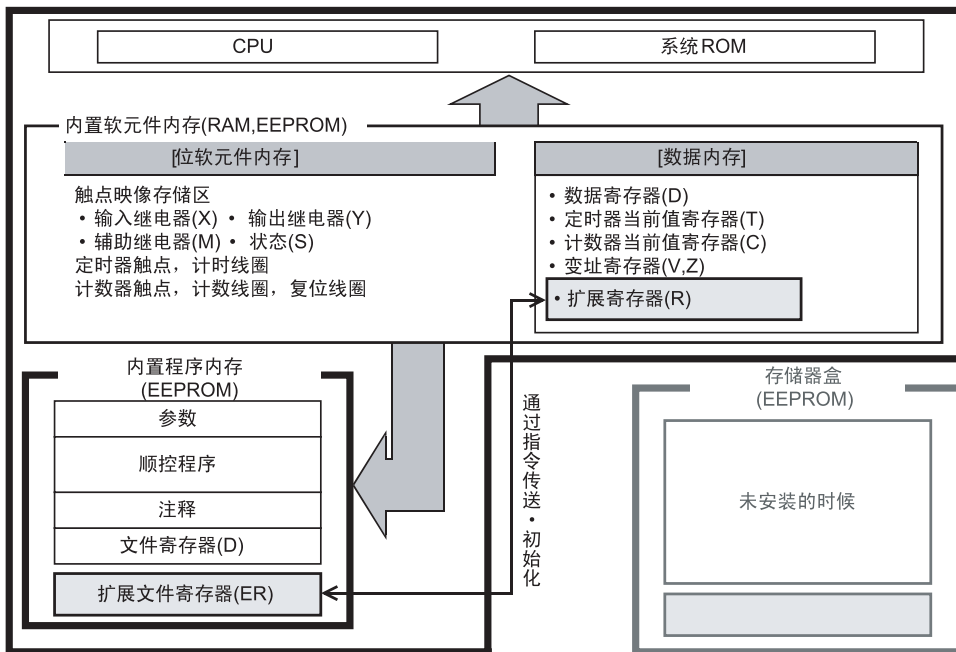 CPU
系统ROM
内置软元件内存(RAM,EEPROM)
[位软元件内存]
触点映像存储区
• 输入继电器(X) • 输出继电器(Y)
• 辅助继电器(M) • 状态(S)
定时器触点，计时线圈
计数器触点，计数线圈，复位线圈
[数据内存]
• 数据寄存器(D)
• 定时器当前值寄存器(T)
• 计数器当前值寄存器(C)
• 变址寄存器(V,Z)
• 扩展寄存器(R)
内置程序内存
(EEPROM)
参数
顺控程序
注释
文件寄存器(D)
扩展文件寄存器(ER)
通过指令传送・初始化
存储器盒
(EEPROM)
未安装的时候